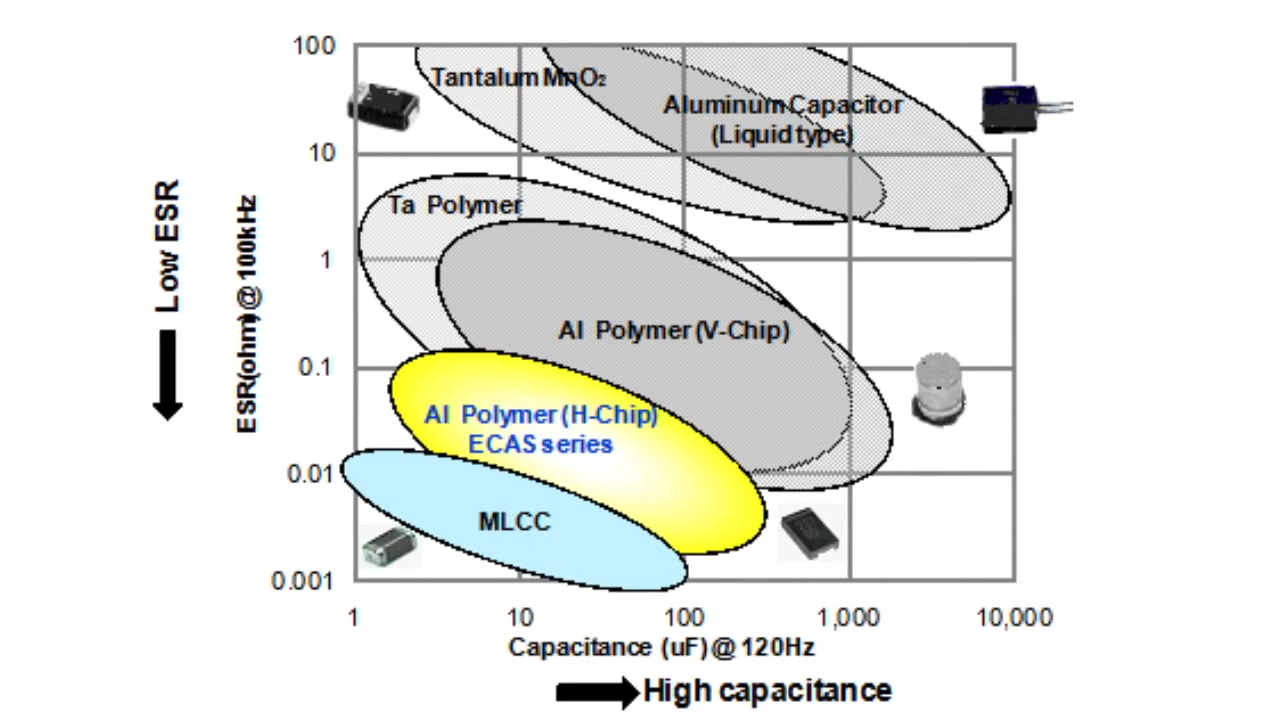 100
Tantalum MnO₂
Aluminum Capacitor
(Liquid type)
10
Ta Polymer
1
Al Polymer (V-Chip)
0.1
Al Polymer (H-Chip)
ECAS series
0.01
MLCC
0.001
Low ESR
ESR(ohm)@100kHz
1 10 100 1,000 10,000
Capacitance (uF)@120Hz
High capacitance